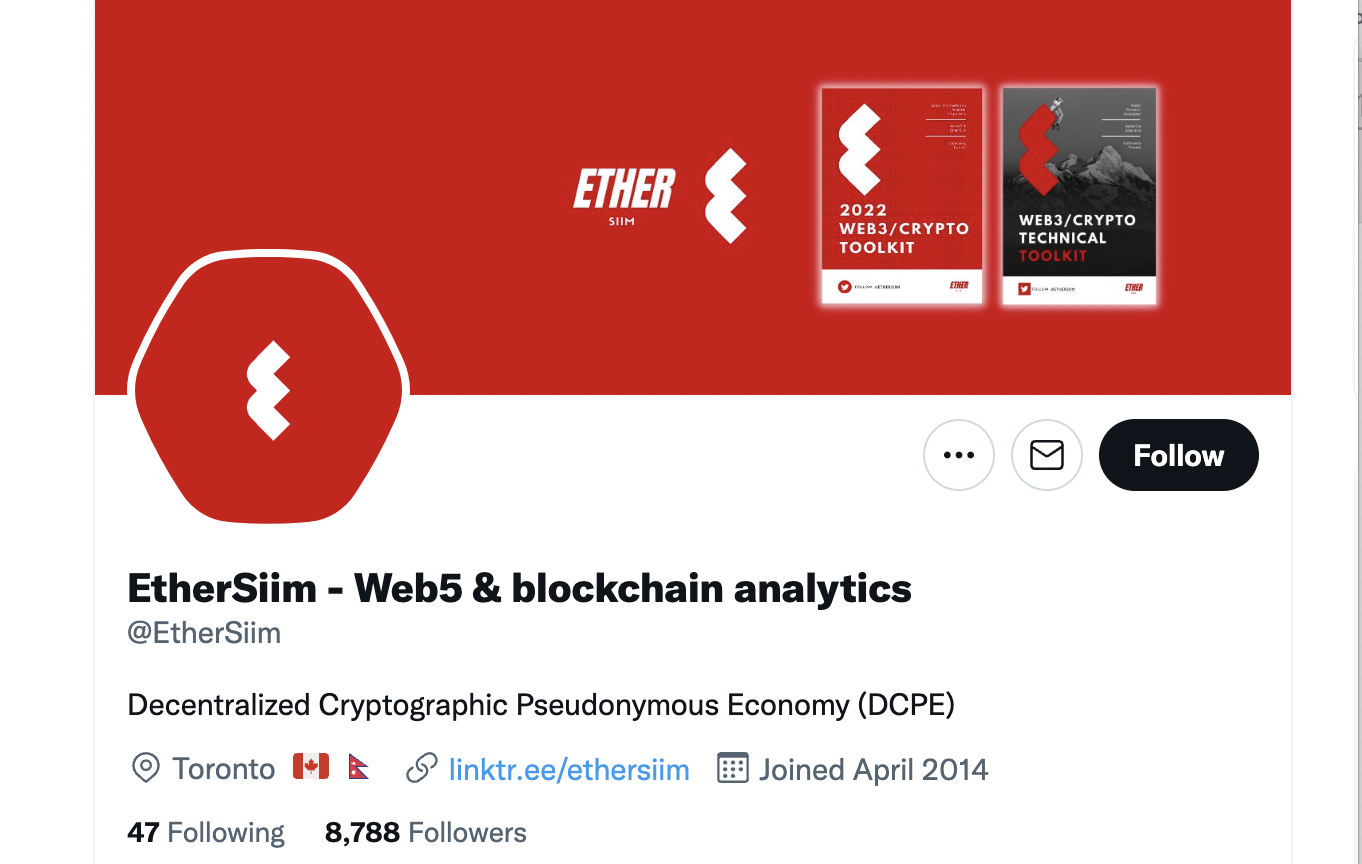 ETHER
SIIM
2022
WEB3/CRYPTO
TOOLKIT
FOLLOW @ETHERSIIM
ETHER
WEB3/CRYPTO
TECHNICAL
TOOLKIT
FOLLOW @ETHERSIIM
ETHER
Follow
EtherSiim - Web5 & blockchain analytics
@EtherSiim
Decentralized Cryptographic Pseudonymous Economy (DCPE)
Toronto 🇨🇦 🇳🇵 linktr.ee/ethersiim Joined April 2014
47 Following 8,788 Followers